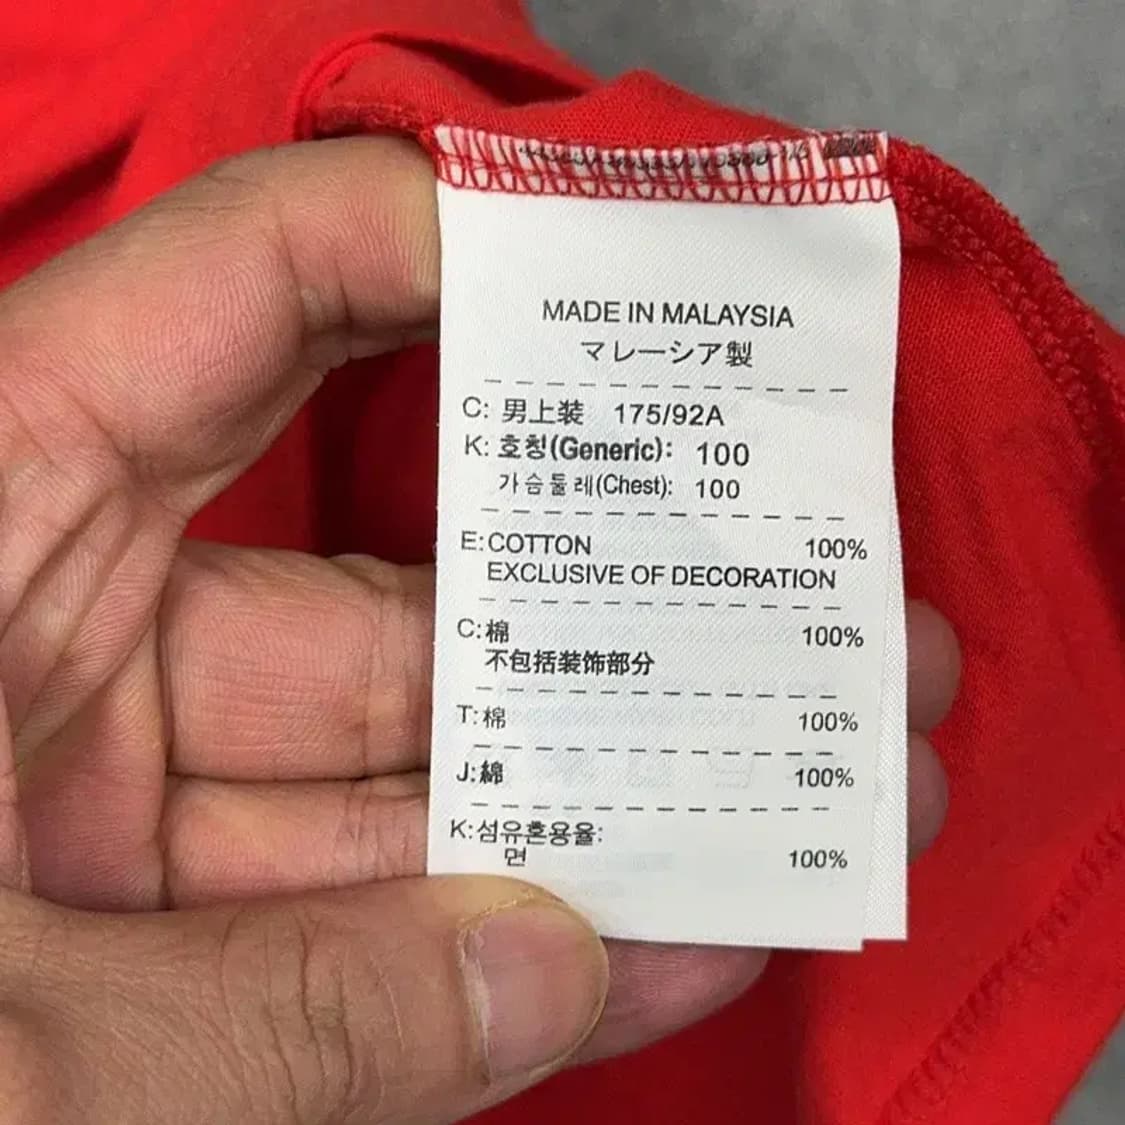 MADE IN MALAYSIA
マレーシア製
C: 男上装 175/92A
K: 호칭(Generic): 100
가슴둘레(Chest): 100
E: COTTON 100%
EXCLUSIVE OF DECORATION
C: 棉 100%
不包括装饰部分
T: 棉 100%
J: 綿 100%
K: 섬유혼용율:
면 100%